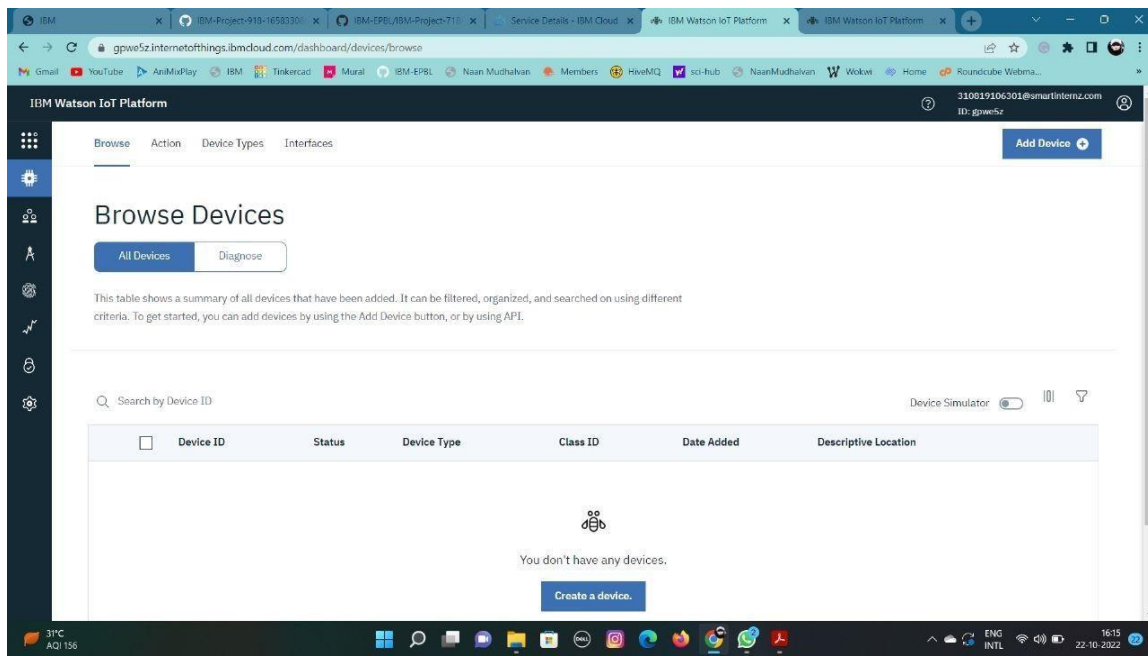 IBM
IBM-Project-918-16583308
IBM-EPBL/IBM-Project-718
Service Details - IBM Cloud
IBM Watson IoT Platform
IBM Watson IoT Platform
gpwe5z.internetofthings.ibmcloud.com/dashboard/devices/browse
Gmail YouTube AniMixPlay IBM Tinkercad Mural IBM-EPBL Naan Mudhalvan Members HiveMQ sci-hub NaanMudhalvan Wokwi Home Roundcube Webma...
IBM Watson IoT Platform
310819106301@smartinternz.com
ID: gpwe5z
Browse Action Device Types Interfaces
Add Device
Browse Devices
All Devices Diagnose
This table shows a summary of all devices that have been added. It can be filtered, organized, and searched on using different
criteria. To get started, you can add devices by using the Add Device button, or by using API.
Search by Device ID
Device Simulator
Device ID Status Device Type Class ID Date Added Descriptive Location
You don't have any devices.
Create a device.
31°C
AQI 156
ENG
INTL
16:15
22-10-2022
22